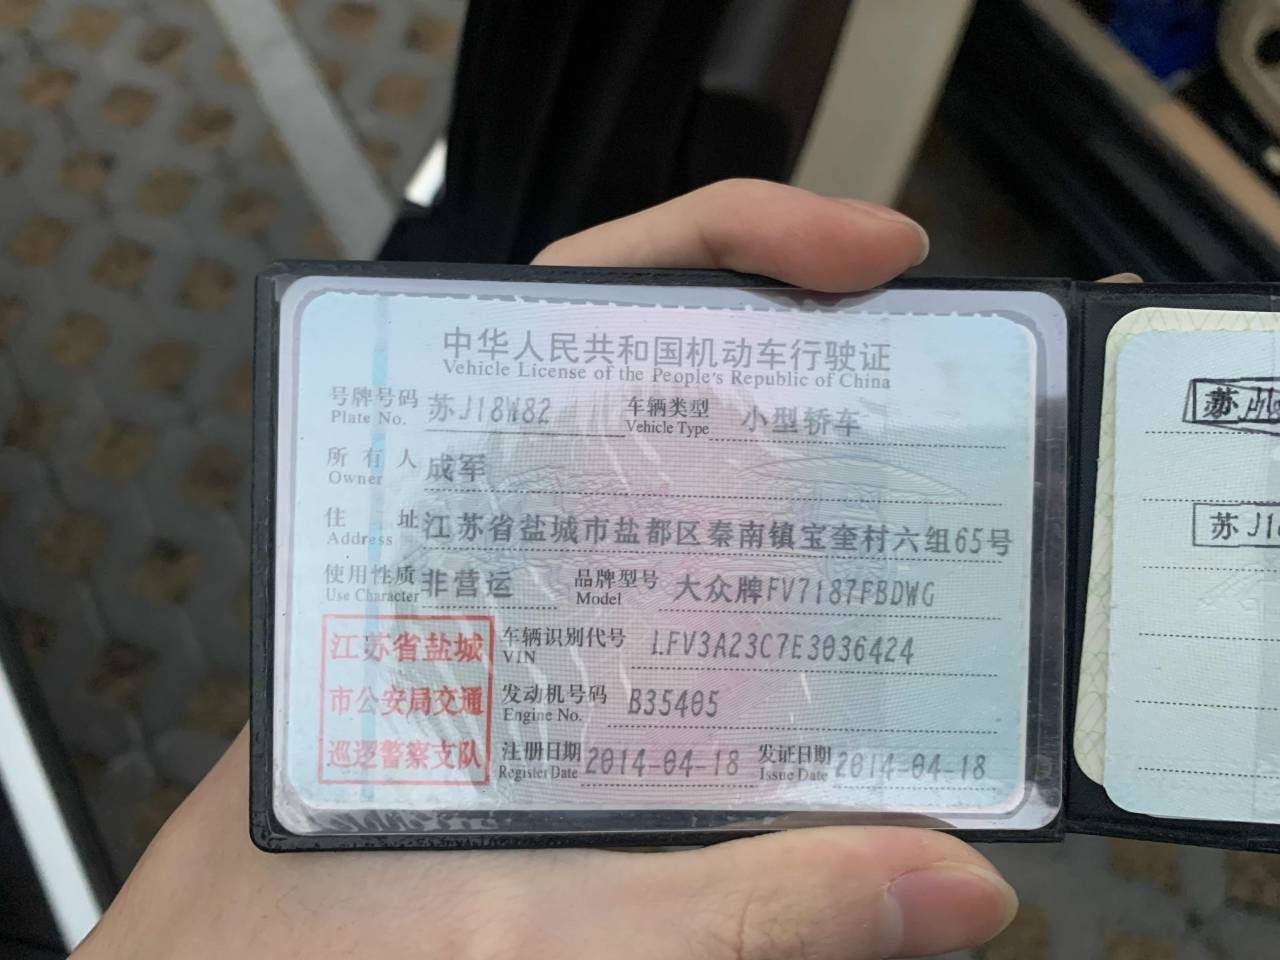 中华人民共和国机动车行驶证
Vehicle License of the People's Republic of China
号牌号码 苏J18W82 车辆类型 小型轿车
Plate No. Vehicle Type
所有人 成军
Owner
住址 江苏省盐城市盐都区秦南镇宝奎村六组65号
Address
使用性质 非营运 品牌型号 大众牌FV7187FBDWG
Use Character Model
江苏省盐城
市公安局交通
巡逻警察支队
车辆识别代号 LFV3A23C7E3036424
VIN
发动机号码 B35405
Engine No.
注册日期 2014-04-18 发证日期 2014-04-18
Register Date Issue Date
苏
苏J1